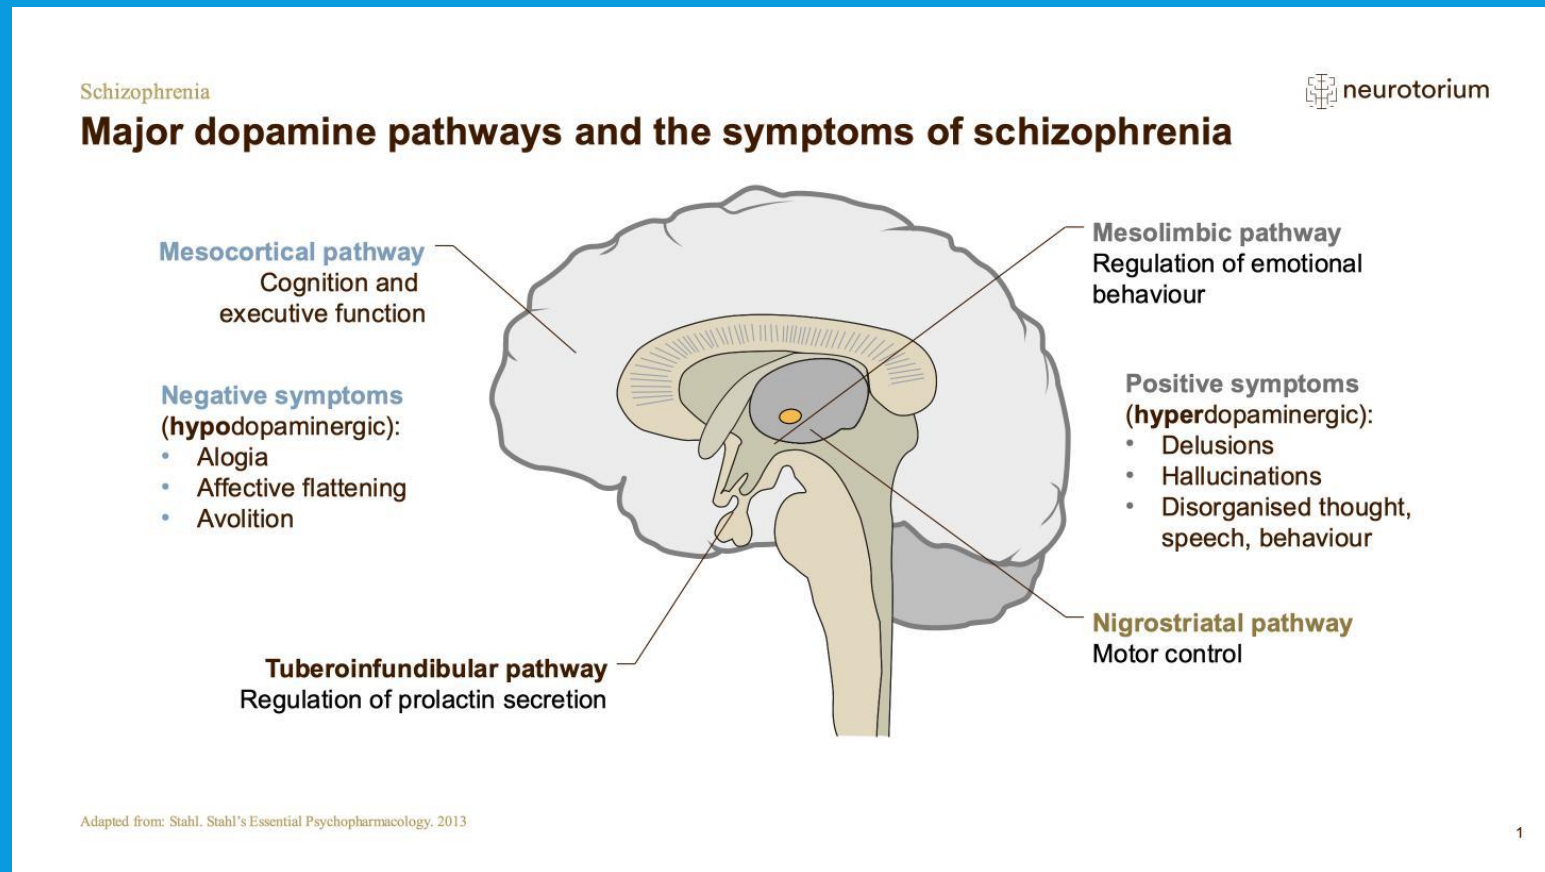 Schizophrenia
neurotorium
Major dopamine pathways and the symptoms of schizophrenia
Mesocortical pathway
Cognition and
executive function
Negative symptoms
(hypodopaminergic):
• Alogia
• Affective flattening
• Avolition
Tuberoinfundibular pathway
Regulation of prolactin secretion
Mesolimbic pathway
Regulation of emotional
behaviour
Positive symptoms
(hyperdopaminergic):
• Delusions
• Hallucinations
• Disorganised thought,
speech, behaviour
Nigrostriatal pathway
Motor control
Adapted from: Stahl. Stahl's Essential Psychopharmacology. 2013
1